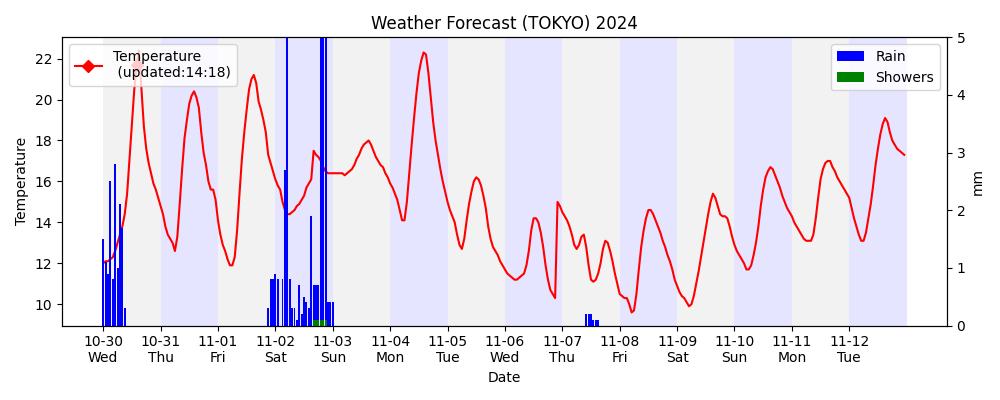 Weather Forecast (TOKYO) 2024
Temperature
(updated:14:18)
Rain
Showers
Temperature
22
20
18
16
14
12
10
5
4
3
2
1
0
mm
10-30 10-31 11-01 11-02 11-03 11-04 11-05 11-06 11-07 11-08 11-09 11-10 11-11 11-12
Wed Thu Fri Sat Sun Mon Tue Wed Thu Fri Sat Sun Mon Tue
Date